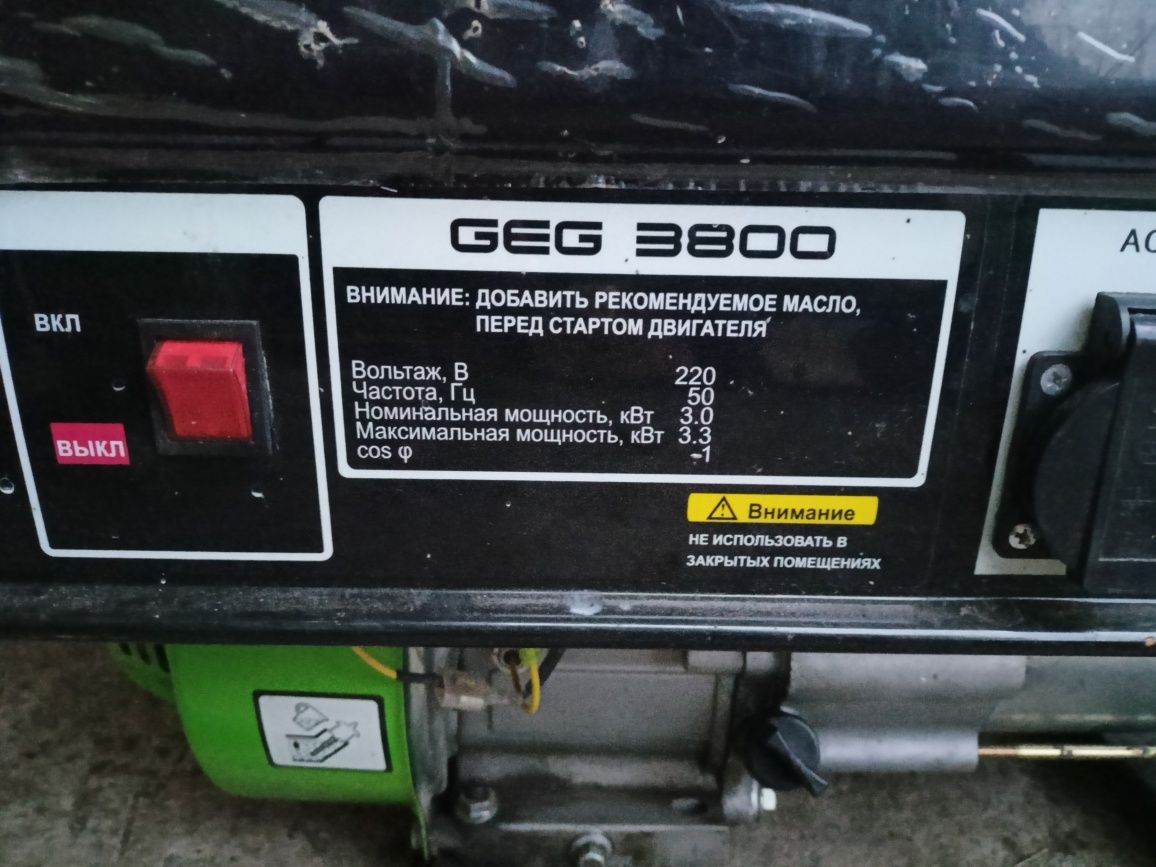 GEG 3800
ВНИМАНИЕ: ДОБАВИТЬ РЕКОМЕНДУЕМОЕ МАСЛО,
ПЕРЕД СТАРТОМ ДВИГАТЕЛЯ
ВКЛ
ВЫКЛ
Вольтаж, В 220
Частота, Гц 50
Номинальная мощность, кВт 3.0
Максимальная мощность, кВт 3.3
cos φ -1
Внимание
НЕ ИСПОЛЬЗОВАТЬ В
ЗАКРЫТЫХ ПОМЕЩЕНИЯХ
AC